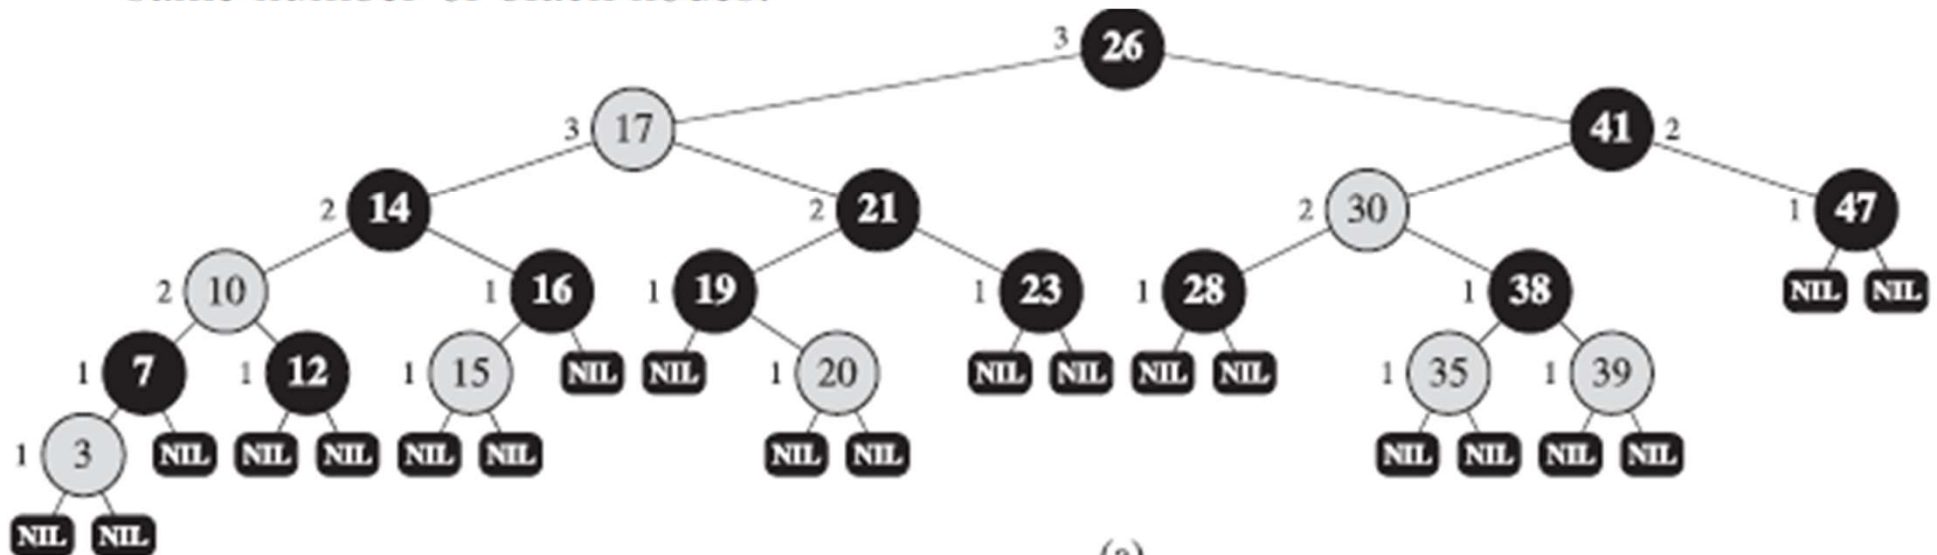 3 26
3 17 41 2
2 14 2 21 2 30 1 47
2 10 1 16 1 19 1 23 1 28 1 38 NIL NIL
1 7 1 12 1 15 NIL NIL 1 20 NIL NIL NIL NIL 1 35 1 39
1 3 NIL NIL NIL NIL NIL NIL NIL NIL NIL NIL NIL
NIL NIL